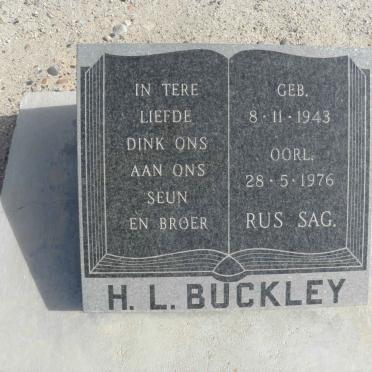 IN TERE
LIEFDE
DINK ONS
AAN ONS
SEUN
EN BROER
GEB.
8·11·1943
OORL.
28·5·1976
RUS SAG.
H. L. BUCKLEY